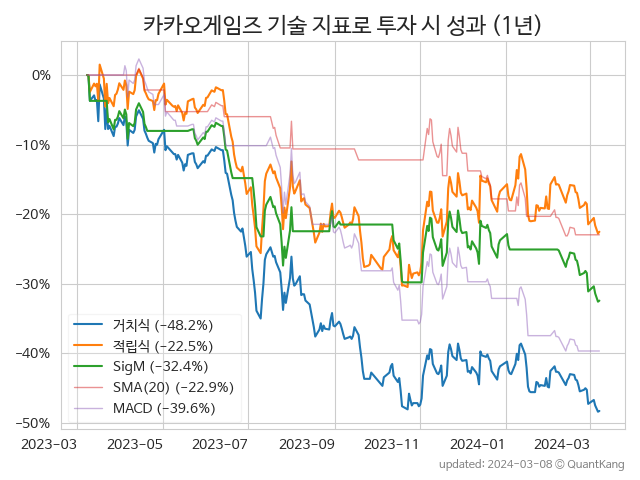 카카오게임즈 기술 지표로 투자 시 성과 (1년)
0%
−10%
−20%
−30%
−40%
−50%
거치식 (−48.2%)
적립식 (−22.5%)
SigM (−32.4%)
SMA(20) (−22.9%)
MACD (−39.6%)
2023−03
2023−05
2023−07
2023−09
2023−11
2024−01
2024−03
updated: 2024−03−08 © QuantKang